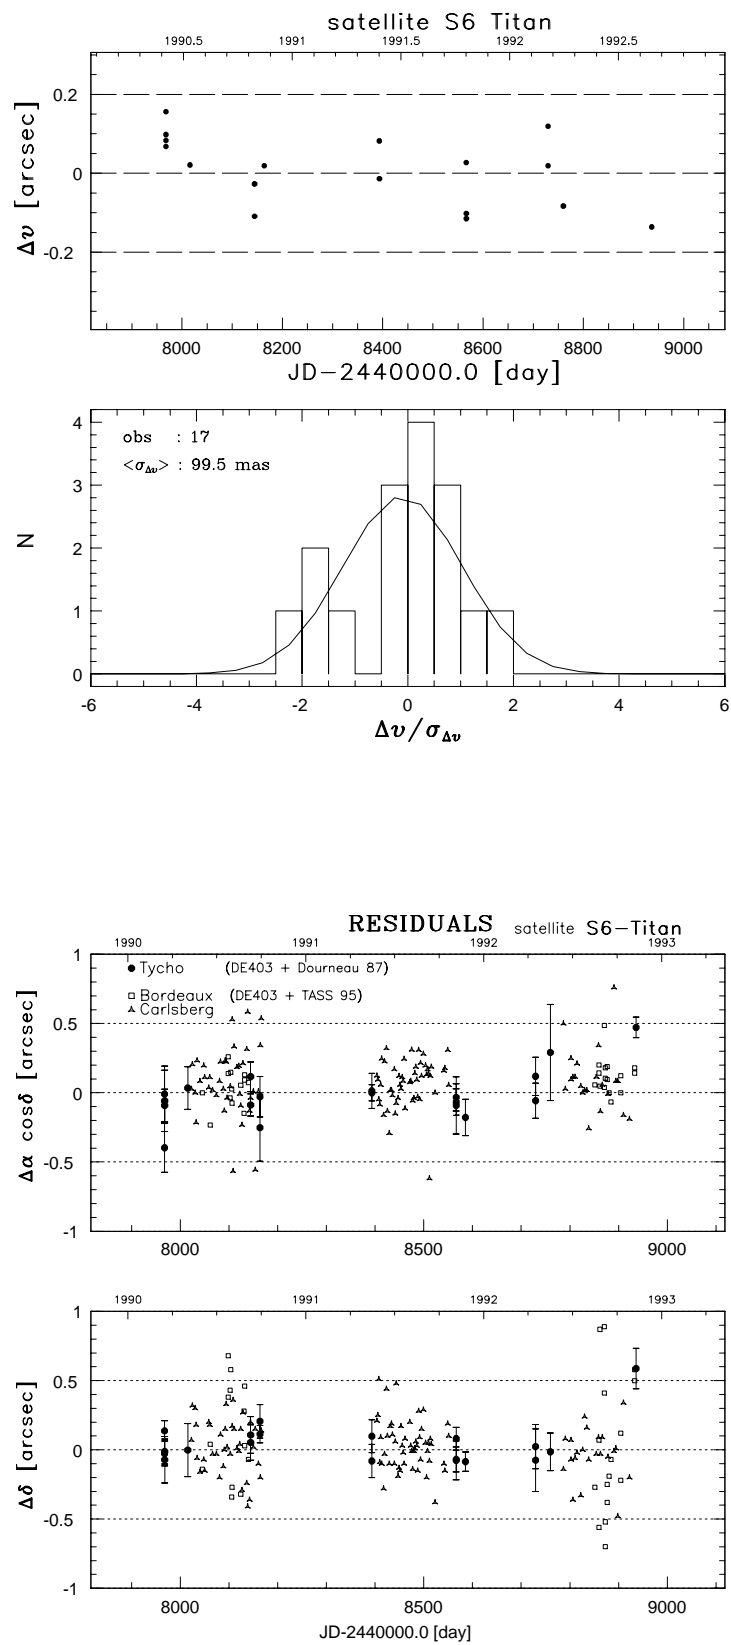 satellite S6 Titan
1990.5 1991 1991.5 1992 1992.5
0.2
0
-0.2
Δυ [arcsec]
8000 8200 8400 8600 8800 9000
JD−2440000.0 [day]
4
3
2
1
0
N
obs : 17
<σΔυ> : 99.5 mas
-6 -4 -2 0 2 4 6
Δυ/σΔυ
RESIDUALS satellite S6−Titan
1990 1991 1992 1993
Tycho (DE403 + Dourneau 87)
Bordeaux (DE403 + TASS 95)
Carlsberg
1
0.5
0
-0.5
-1
Δα cosδ [arcsec]
8000 8500 9000
1990 1991 1992 1993
1
0.5
0
-0.5
-1
Δδ [arcsec]
8000 8500 9000
JD-2440000.0 [day]